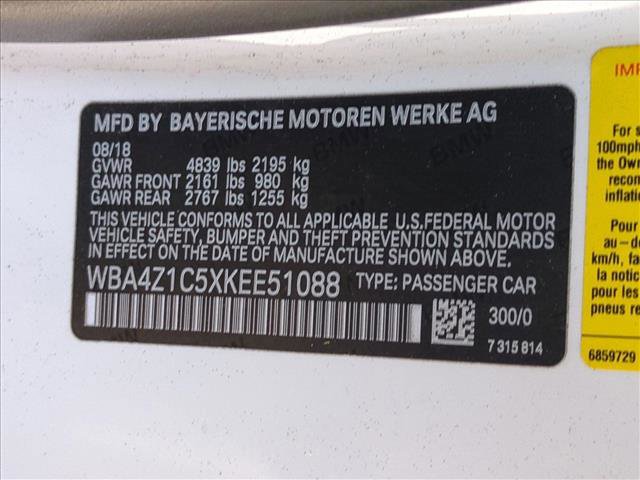 MFD BY BAYERISCHE MOTOREN WERKE AG
08/18
GVWR 4839 lbs 2195 kg
GAWR FRONT 2161 lbs 980 kg
GAWR REAR 2767 lbs 1255 kg
THIS VEHICLE CONFORMS TO ALL APPLICABLE U.S.FEDERAL MOTOR
VEHICLE SAFETY, BUMPER AND THEFT PREVENTION STANDARDS
IN EFFECT ON THE DATE OF MANUFACTURE SHOWN ABOVE.
WBA4Z1C5XKEE51088 TYPE: PASSENGER CAR
300/0
7 315 814
For s
100mph
the Own
recom
inflati
Pour
au-de
km/h, fa
la notic
pour les
pneus re
6859729